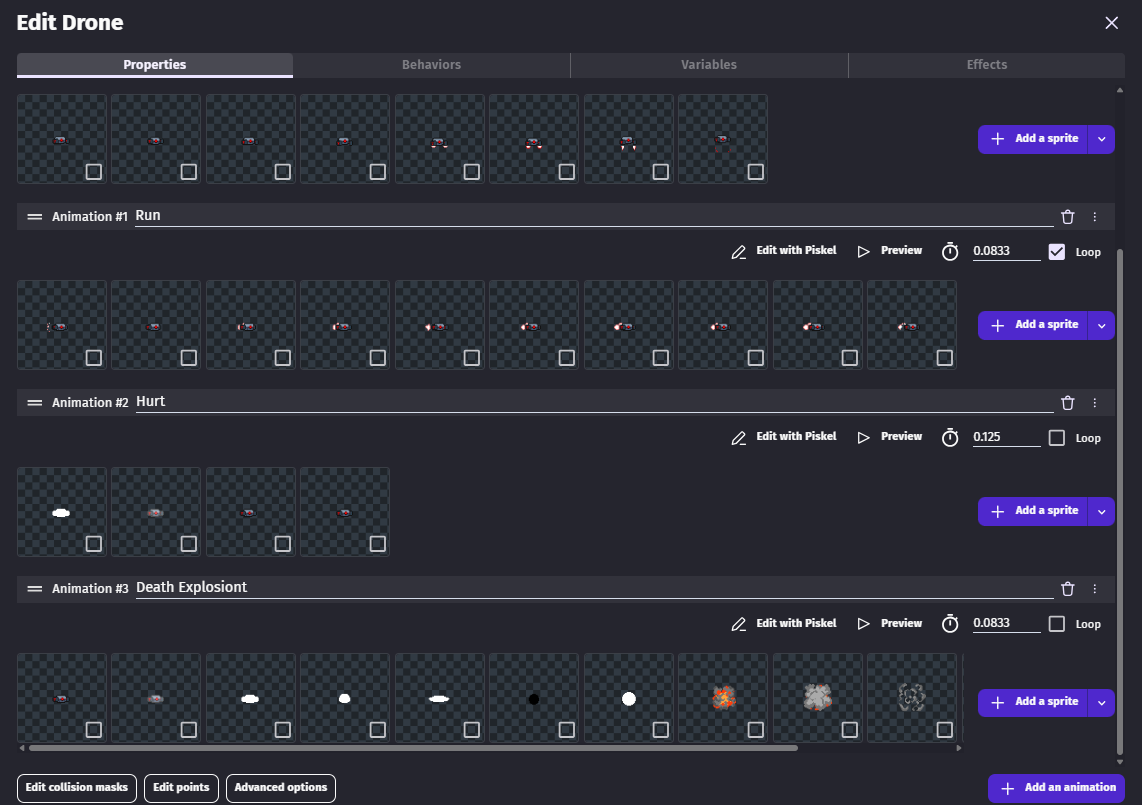 Edit Drone
Properties
Behaviors
Variables
Effects
Add a sprite
Animation #1 Run
Edit with Piskel
Preview
0.0833
Loop
Add a sprite
Animation #2 Hurt
Edit with Piskel
Preview
0.125
Loop
Add a sprite
Animation #3 Death Explosiont
Edit with Piskel
Preview
0.0833
Loop
Add a sprite
Edit collision masks
Edit points
Advanced options
Add an animation